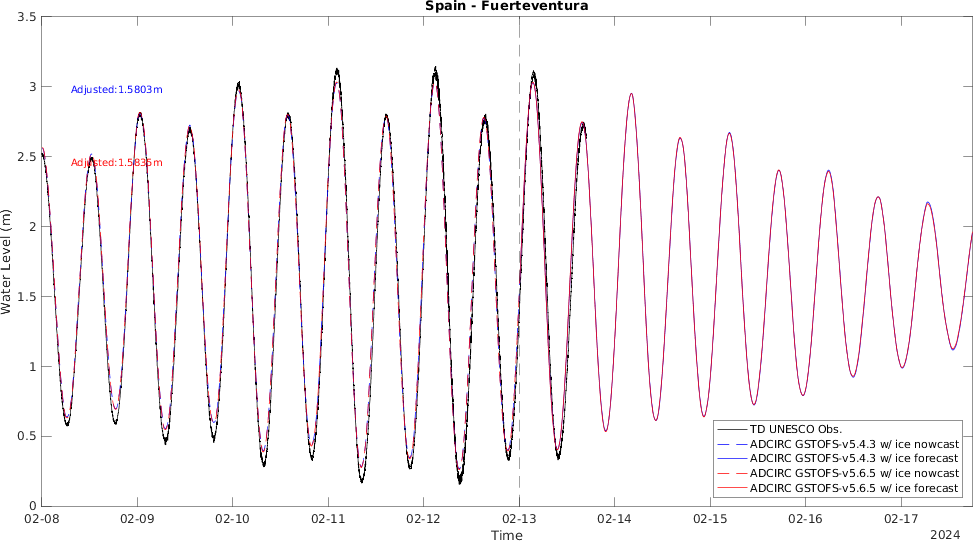 Spain - Fuerteventura
3.5
3
2.5
2
1.5
1
0.5
0
Water Level (m)
Adjusted:1.5803m
Adjusted:1.5835m
TD UNESCO Obs.
ADCIRC GSTOFS-v5.4.3 w/ ice nowcast
ADCIRC GSTOFS-v5.4.3 w/ ice forecast
ADCIRC GSTOFS-v5.6.5 w/ ice nowcast
ADCIRC GSTOFS-v5.6.5 w/ ice forecast
02-08 02-09 02-10 02-11 02-12 02-13 02-14 02-15 02-16 02-17
Time
2024